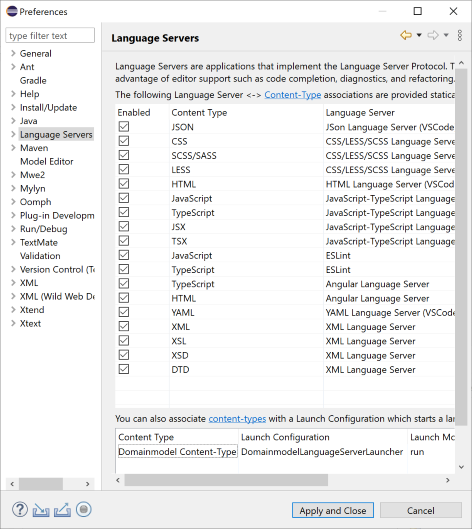 Preferences
type filter text
General
Ant
Gradle
Help
Install/Update
Java
Language Servers
Maven
Model Editor
Mwe2
Mylyn
Oomph
Plug-in Developm
Run/Debug
TextMate
Validation
Version Control (Te
XML
XML (Wild Web De
Xtend
Xtext
Language Servers
Language Servers are applications that implement the Language Server Protocol. T
advantage of editor support such as code completion, diagnostics, and refactoring.
The following Language Server <-> Content-Type associations are provided statica
Enabled Content Type Language Server
JSON JSon Language Server (VSCode
CSS CSS/LESS/SCSS Language Serve
SCSS/SASS CSS/LESS/SCSS Language Serve
LESS CSS/LESS/SCSS Language Serve
HTML HTML Language Server (VSCod
JavaScript JavaScript-TypeScript Language
TypeScript JavaScript-TypeScript Language
JSX JavaScript-TypeScript Language
TSX JavaScript-TypeScript Language
JavaScript ESLint
TypeScript ESLint
TypeScript Angular Language Server
HTML Angular Language Server
YAML YAML Language Server (VSCode
XML XML Language Server
XSL XML Language Server
XSD XML Language Server
DTD XML Language Server
You can also associate content-types with a Launch Configuration which starts a lan
Content Type Launch Configuration Launch Mo
Domainmodel Content-Type DomainmodelLanguageServerLauncher run
Apply and Close Cancel